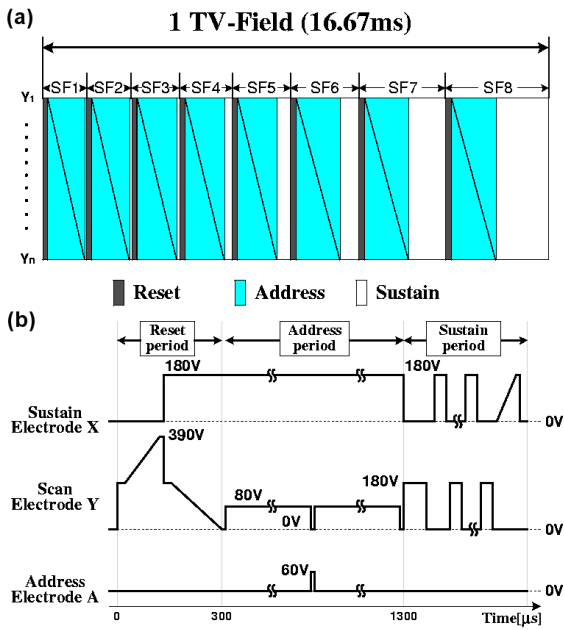 (a)
1 TV-Field (16.67ms)
SF1 SF2 SF3 SF4 SF5 SF6 SF7 SF8
Y1
Yn
Reset Address Sustain
(b)
Reset period
Address period
Sustain period
180V 180V
Sustain Electrode X
0V
390V
Scan Electrode Y
80V 0V 180V
0V
60V
Address Electrode A
0V
0 300 1300 Time[μs]